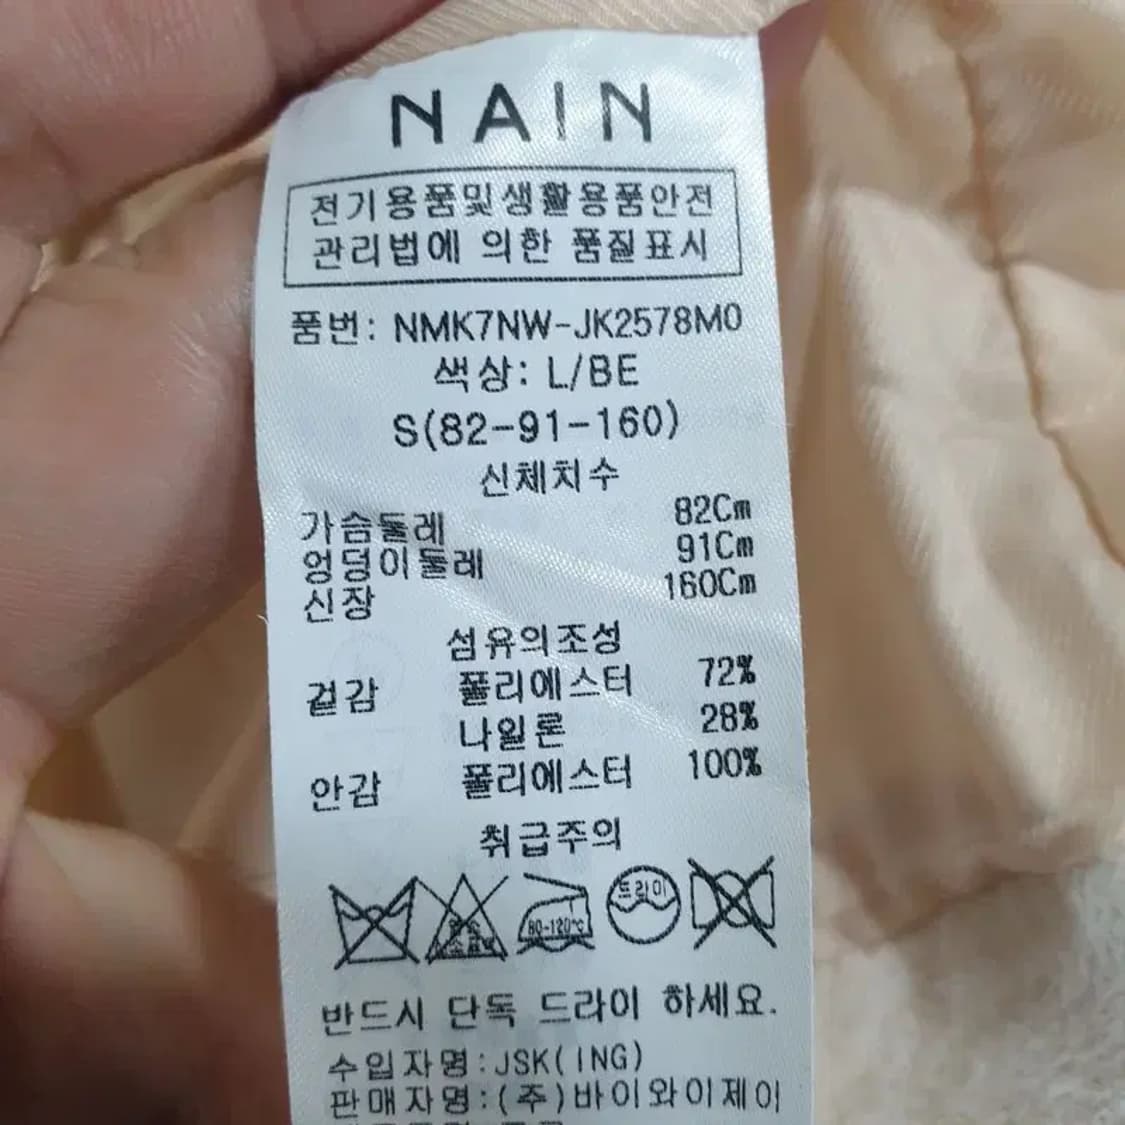 NAIN
전기용품및생활용품안전
관리법에 의한 품질표시
품번: NMK7NW-JK2578M0
색상: L/BE
S(82-91-160)
신체치수
가슴둘레 82Cm
엉덩이둘레 91Cm
신장 160Cm
섬유의조성
겉감 폴리에스터 72%
나일론 28%
안감 폴리에스터 100%
취급주의
80-120℃ 드라이
반드시 단독 드라이 하세요.
수입자명:JSK(ING)
판매자명:(주)바이와이제이